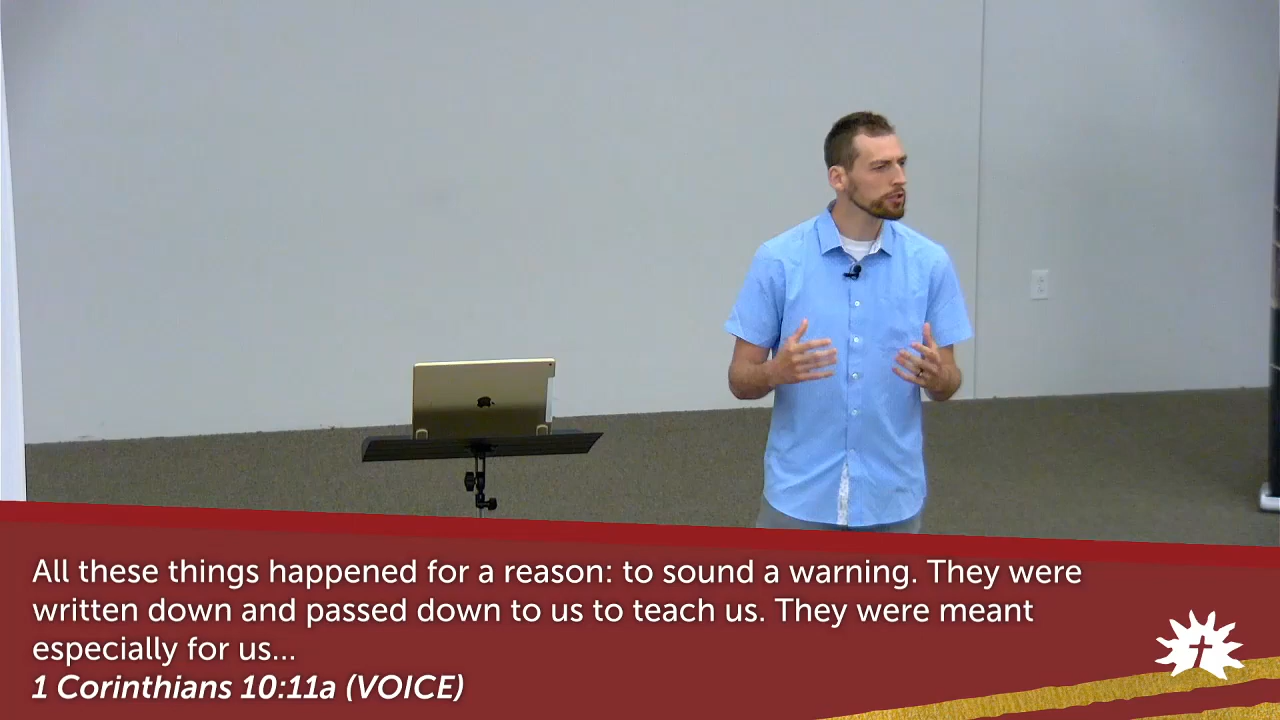 All these things happened for a reason: to sound a warning. They were
written down and passed down to us to teach us. They were meant
especially for us...
1 Corinthians 10:11a (VOICE)